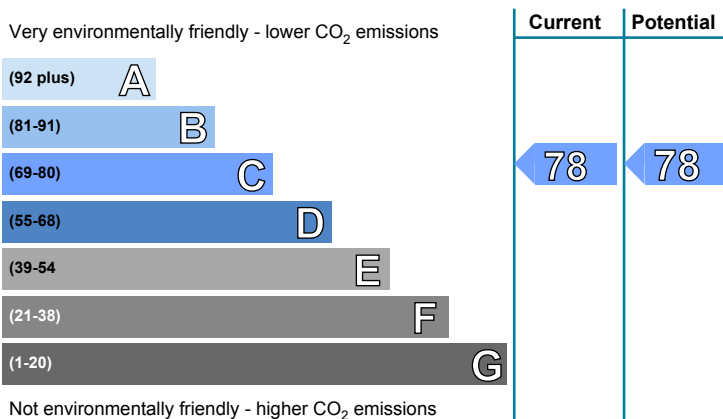 Current Potential
Very environmentally friendly - lower CO2 emissions
(92 plus) A
(81-91) B
(69-80) C 78 78
(55-68) D
(39-54 E
(21-38) F
(1-20) G
Not environmentally friendly - higher CO2 emissions